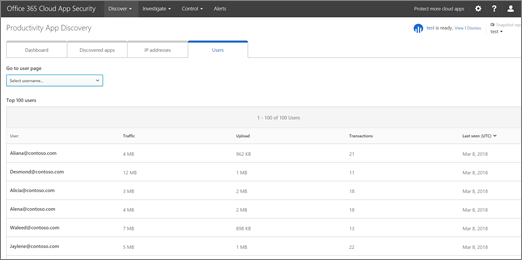 Office 365 Cloud App Security Discover Investigate Control Alerts Protect more cloud apps ?
Productivity App Discovery test is ready. View | Dismiss Snapshot rep
test
Dashboard Discovered apps IP addresses Users
Go to user page
Select username...
Top 100 users
1 - 100 of 100 Users
User Traffic Upload Transactions Last seen (UTC)
Aliana@contoso.com 4 MB 962 KB 21 Mar 8, 2018
Desmond@contoso.com 12 MB 1 MB 11 Mar 8, 2018
Alicia@contoso.com 3 MB 2 MB 18 Mar 8, 2018
Alena@contoso.com 4 MB 2 MB 18 Mar 8, 2018
Waleed@contoso.com 7 MB 898 KB 13 Mar 8, 2018
Jaylene@contoso.com 5 MB 1 MB 22 Mar 8, 2018